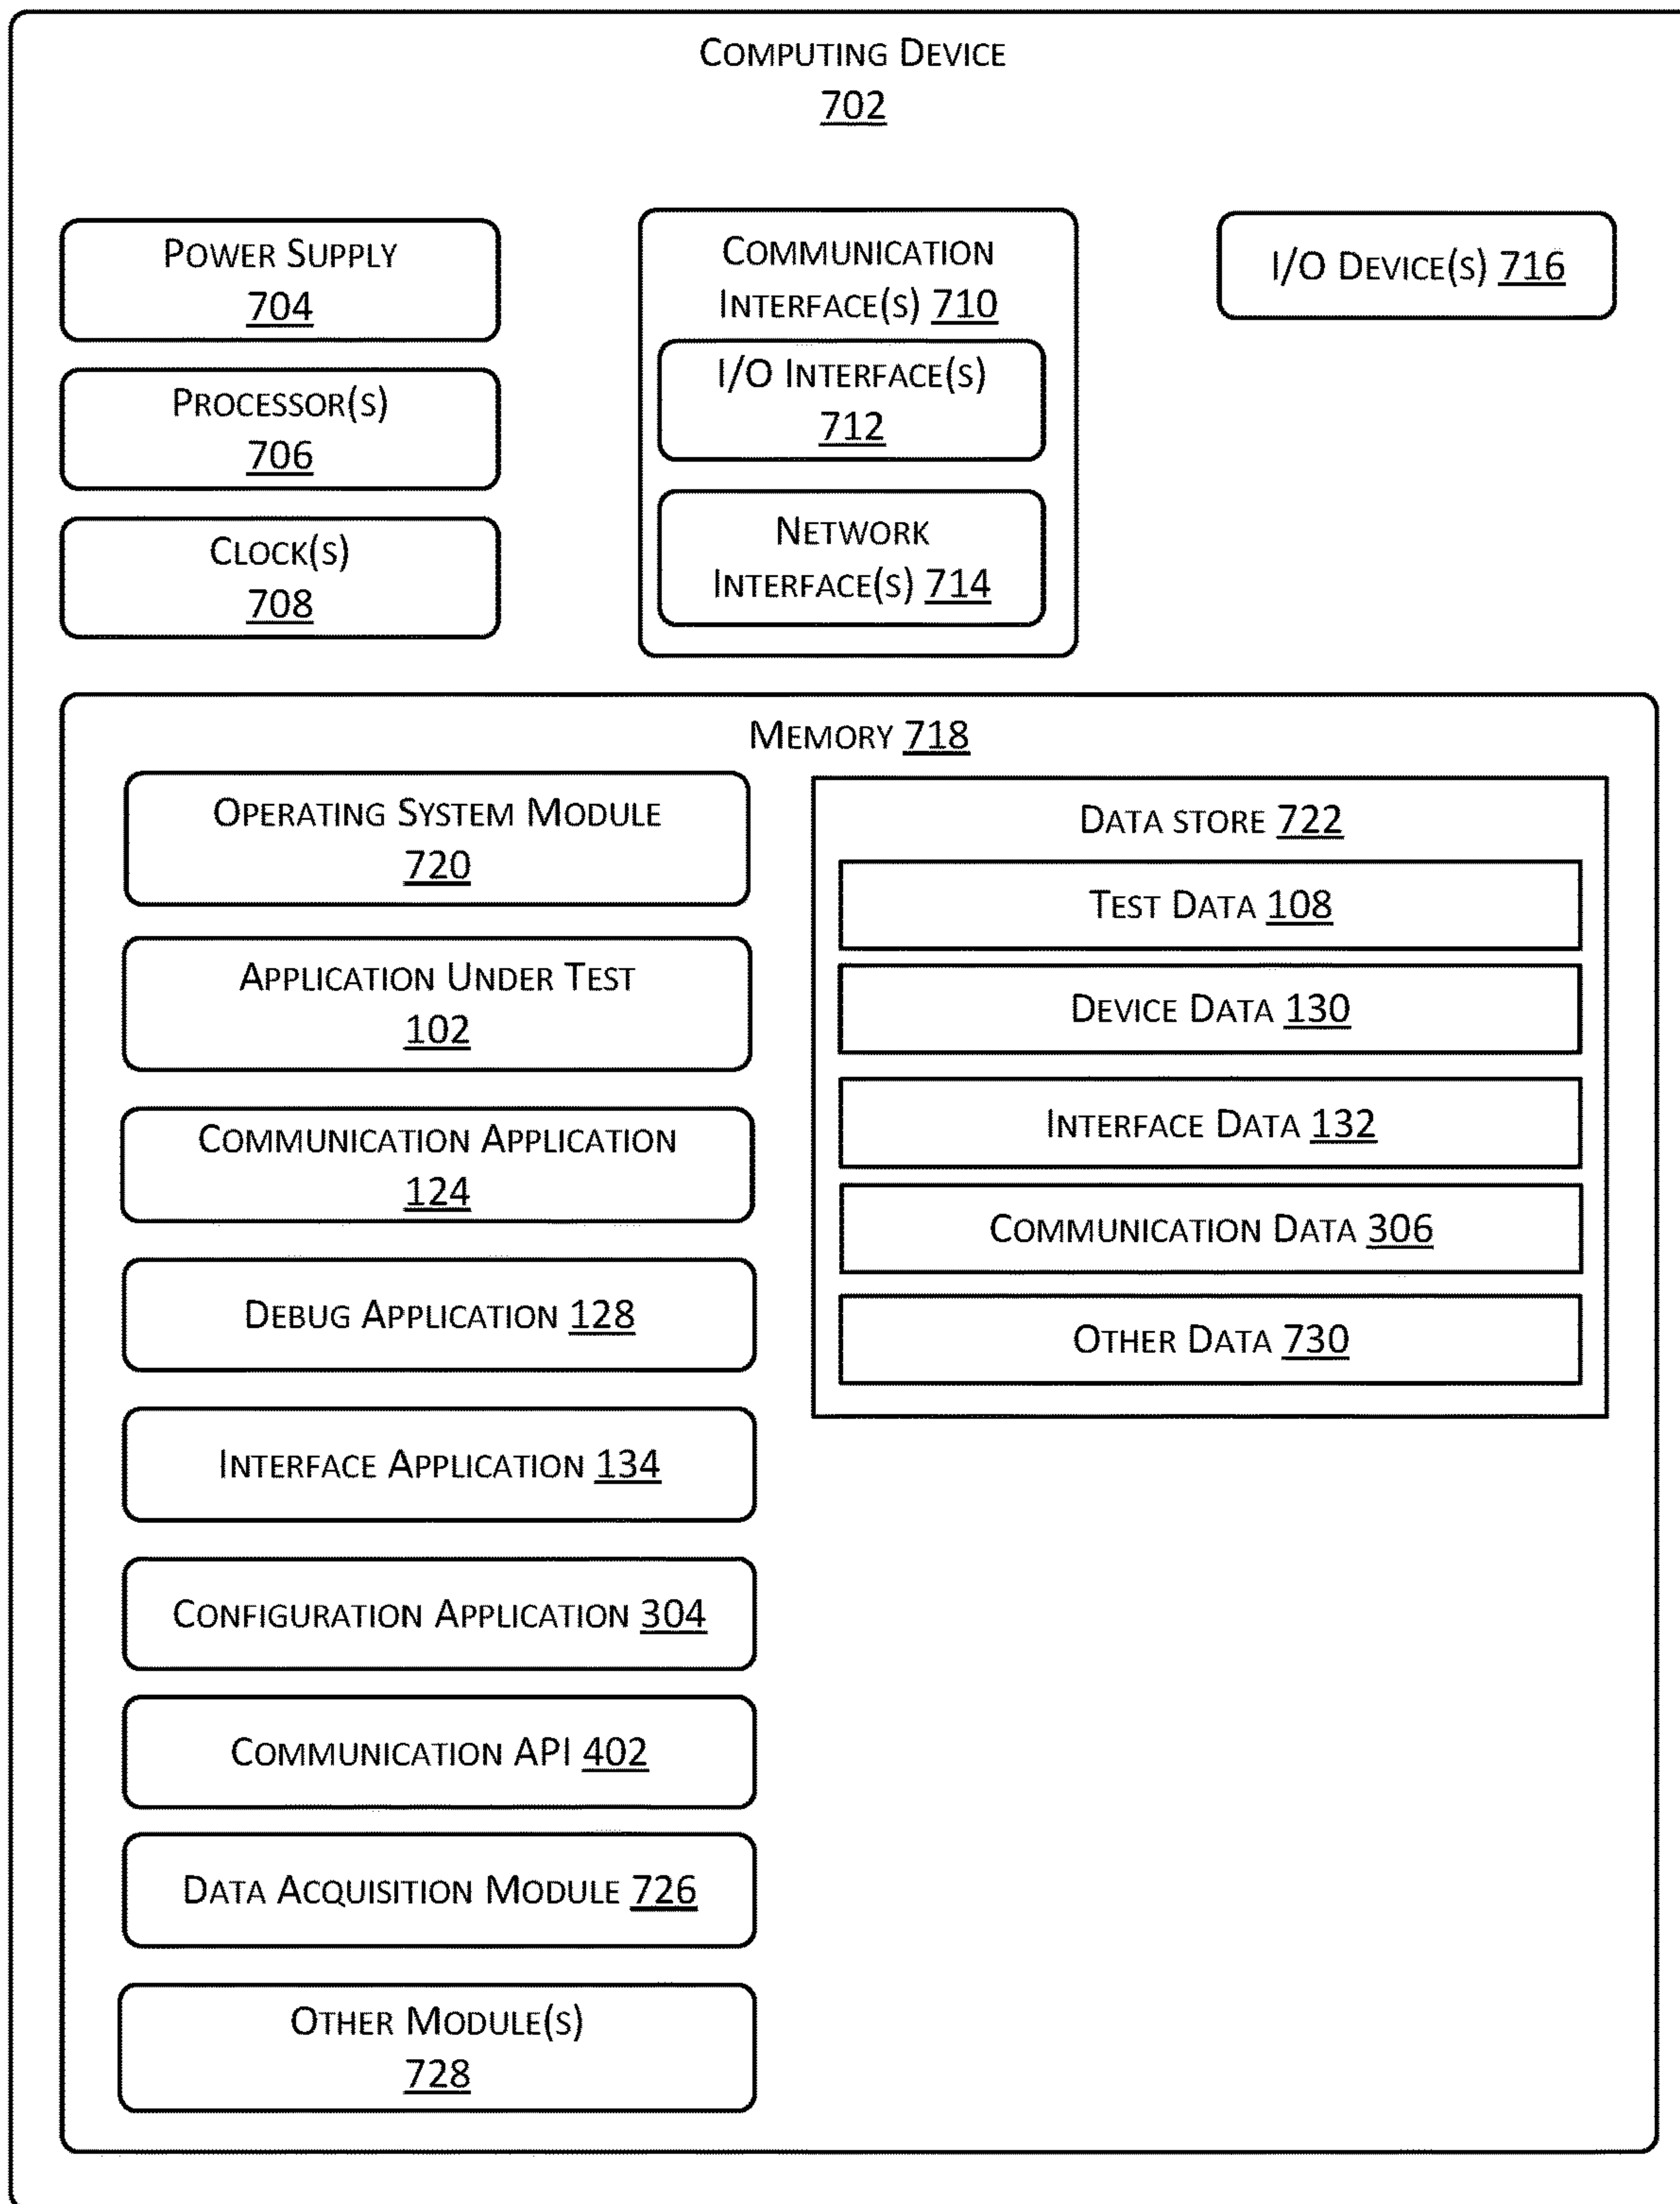 COMPUTING DEVICE
702
POWER SUPPLY
704
PROCESSOR(S)
706
CLOCK(S)
708
COMMUNICATION
INTERFACE(S) 710
I/O INTERFACE(S)
712
NETWORK
INTERFACE(S) 714
I/O DEVICE(S) 716
MEMORY 718
OPERATING SYSTEM MODULE
720
APPLICATION UNDER TEST
102
COMMUNICATION APPLICATION
124
DEBUG APPLICATION 128
INTERFACE APPLICATION 134
CONFIGURATION APPLICATION 304
COMMUNICATION API 402
DATA ACQUISITION MODULE 726
OTHER MODULE(S)
728
DATA STORE 722
TEST DATA 108
DEVICE DATA 130
INTERFACE DATA 132
COMMUNICATION DATA 306
OTHER DATA 730